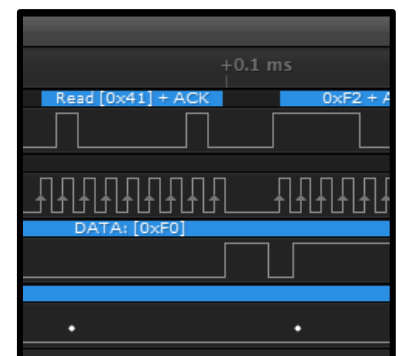 +0.1 ms
Read [0x41] + ACK 0xF2 + A
DATA: [0xF0]